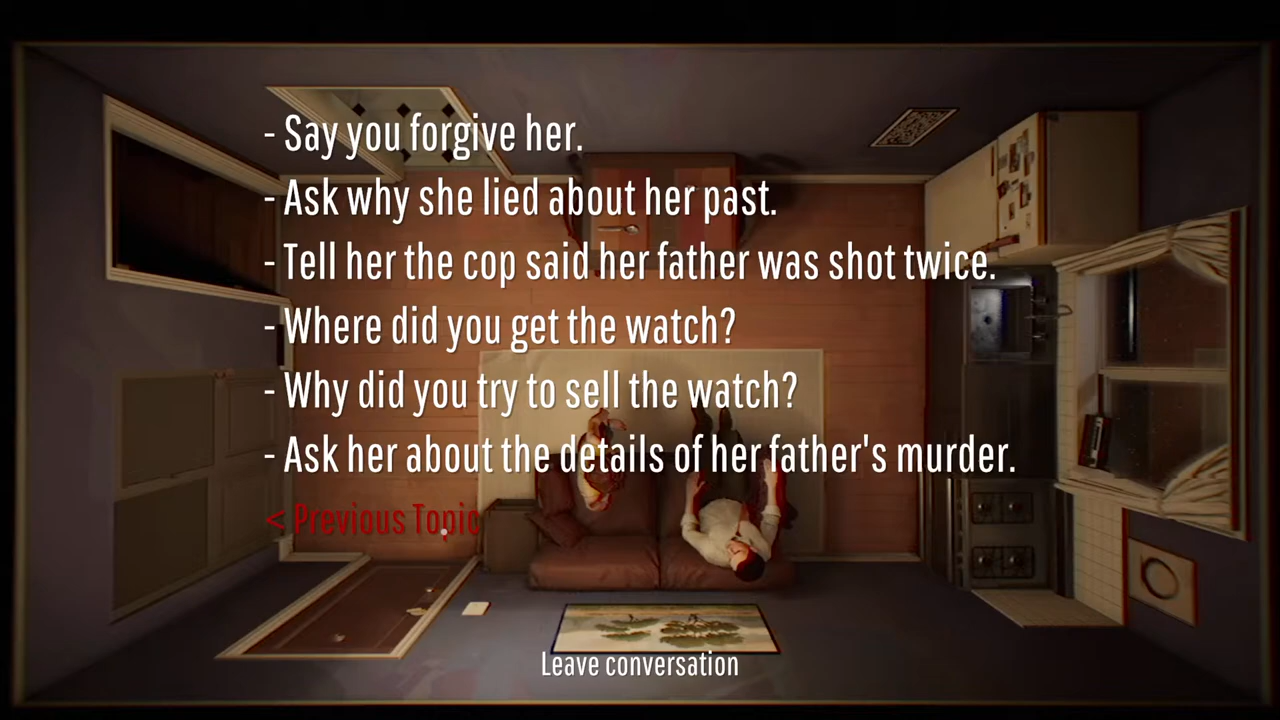 - Say you forgive her.
- Ask why she lied about her past.
- Tell her the cop said her father was shot twice.
- Where did you get the watch?
- Why did you try to sell the watch?
- Ask her about the details of her father's murder.
< Previous Topic
Leave conversation